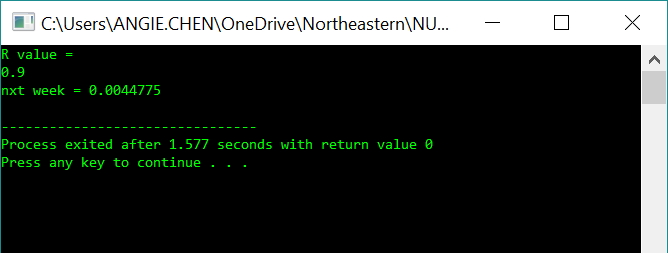 C:\Users\ANGIE.CHEN\OneDrive\Northeastern\NU...
R value =
0.9
nxt week = 0.0044775
--------------------------------
Process exited after 1.577 seconds with return value 0
Press any key to continue . . .